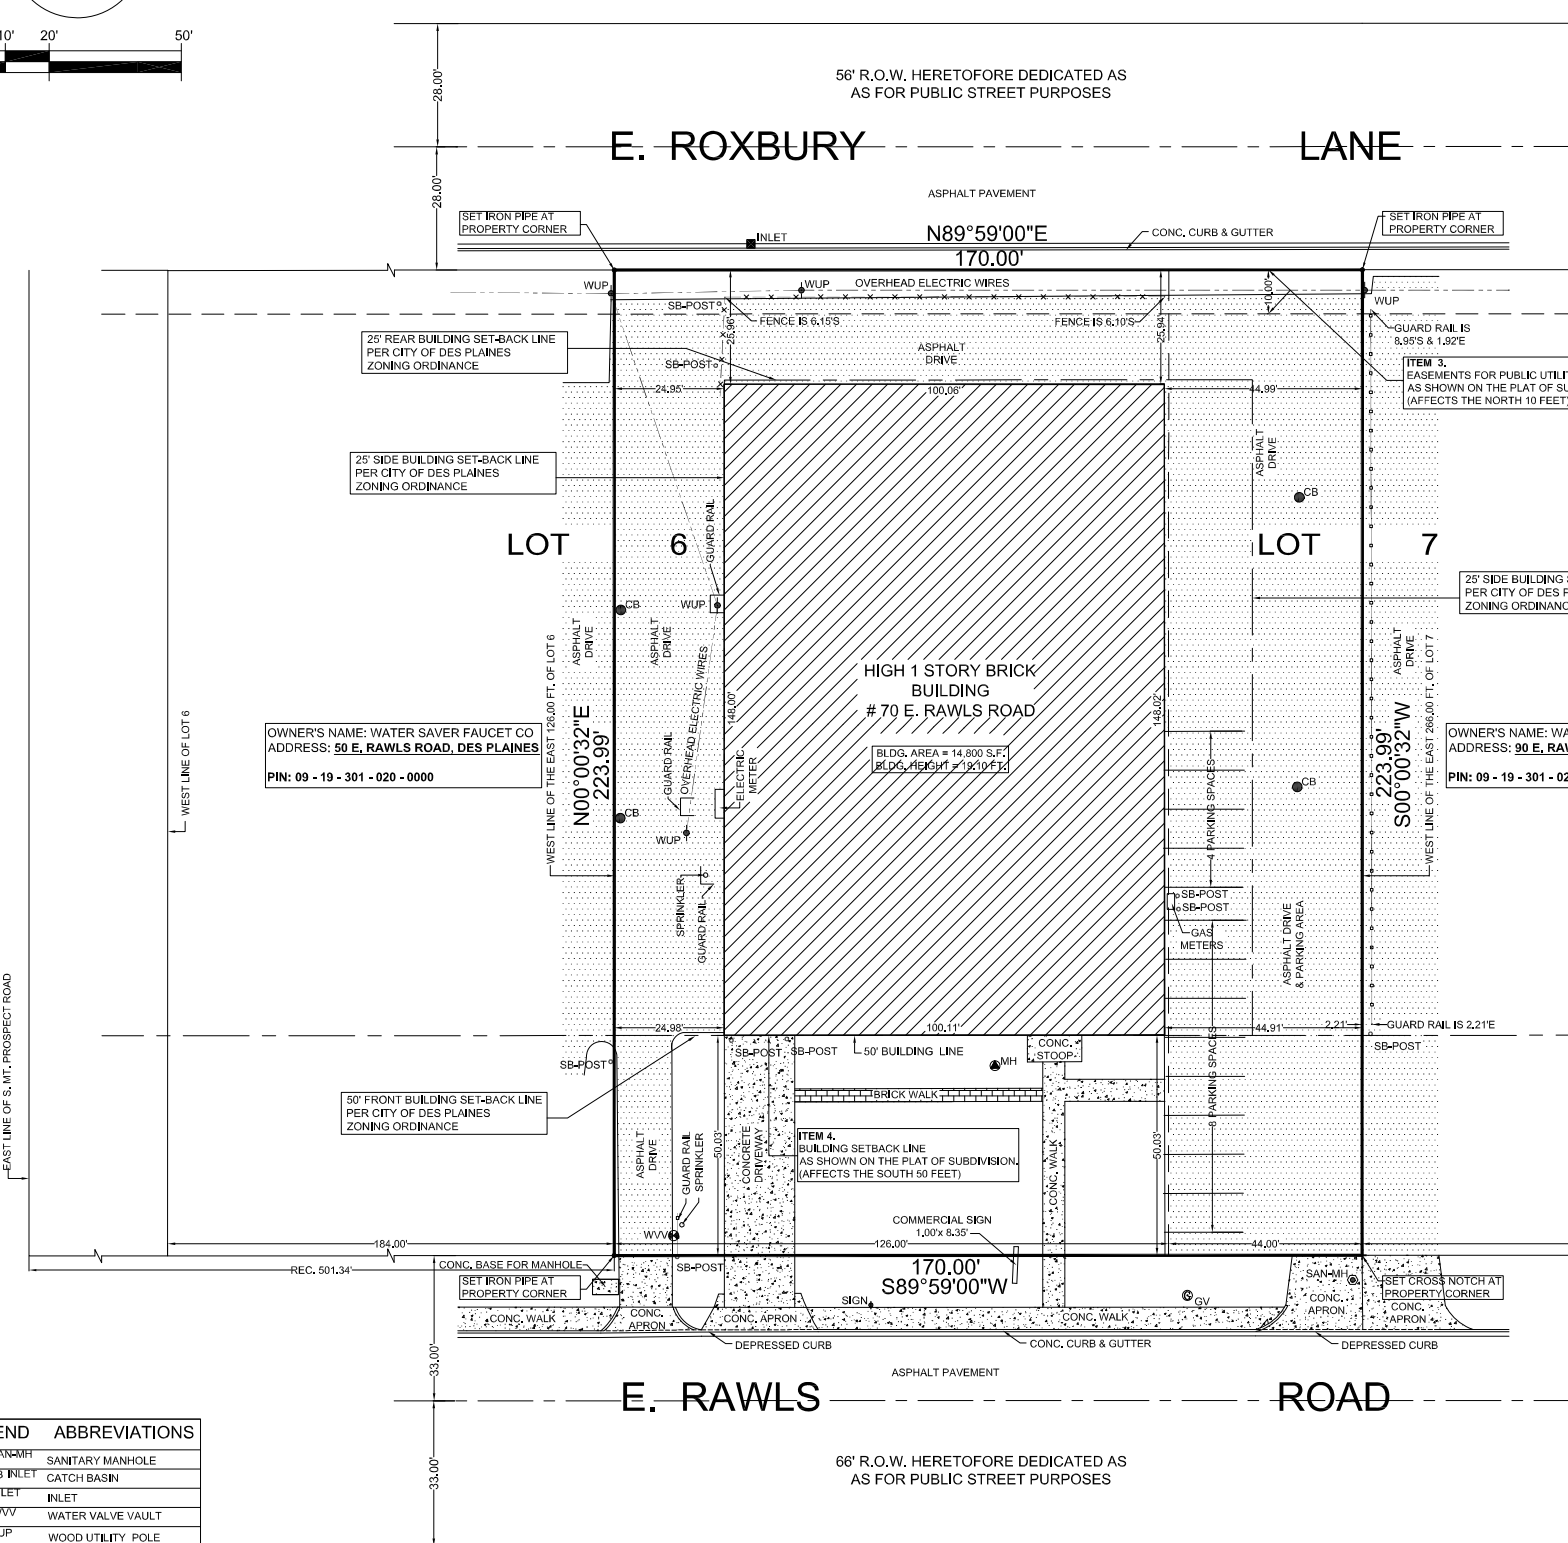 10'
20'
50'
28.00'
56' R.O.W. HERETOFORE DEDICATED AS
AS FOR PUBLIC STREET PURPOSES
E. ROXBURY LANE
28.00'
ASPHALT PAVEMENT
SET IRON PIPE AT
PROPERTY CORNER
INLET
N89°59'00"E
170.00'
CONC. CURB & GUTTER
SET IRON PIPE AT
PROPERTY CORNER
WUP
WUP
OVERHEAD ELECTRIC WIRES
10.00'
WUP
SB-POST
FENCE IS 6.15'S
FENCE IS 6.10'S
25.96'
25.94'
GUARD RAIL IS
8.95'S & 1.92'E
25' REAR BUILDING SET-BACK LINE
PER CITY OF DES PLAINES
ZONING ORDINANCE
SB-POST
ASPHALT
DRIVE
ITEM 3.
EASEMENTS FOR PUBLIC
AS SHOWN ON THE PLAT OF
(AFFECTS THE NORTH 10 FEET
24.95'
100.06'
44.99'
ASPHALT
DRIVE
25' SIDE BUILDING SET-BACK LINE
PER CITY OF DES PLAINES
ZONING ORDINANCE
CB
GUARD RAIL
LOT 6
LOT 7
25' SIDE BUILDING
PER CITY OF DES
ZONING
CB
WUP
ASPHALT
DRIVE
ASPHALT
DRIVE
ASPHALT
DRIVE
WEST LINE OF THE EAST 126.00 FT. OF LOT 6
WEST LINE OF THE EAST 266.00 FT. OF LOT 7
OVERHEAD ELECTRIC WIRES
148.00'
HIGH 1 STORY BRICK
BUILDING
# 70 E. RAWLS ROAD
148.02'
BLDG. AREA = 14,800 S.F.
BLDG. HEIGHT = 19.10 FT.
WEST LINE OF LOT 6
OWNER'S NAME: WATER SAVER FAUCET CO
ADDRESS: 50 E. RAWLS ROAD, DES PLAINES
PIN: 09 - 19 - 301 - 020 - 0000
N00°00'32"E
223.99'
GUARD RAIL
ELECTRIC
METER
4 PARKING SPACES
CB
223.99'
S00°00'32"W
OWNER'S NAME:
ADDRESS: 90 E.
PIN: 09 - 19 - 301 -
CB
WUP
SPRINKLER
GUARD RAIL
SB-POST
SB-POST
GAS
METERS
ASPHALT DRIVE
& PARKING AREA
EAST LINE OF S. MT. PROSPECT ROAD
24.98'
100.11'
44.91'
2.21'
GUARD RAIL IS 2.21'E
SB-POST
SB-POST
SB-POST
SB-POST
50' BUILDING LINE
CONC.
STOOP
MH
8 PARKING SPACES
50' FRONT BUILDING SET-BACK LINE
PER CITY OF DES PLAINES
ZONING ORDINANCE
BRICK WALK
ASPHALT
DRIVE
GUARD RAIL
SPRINKLER
50.03'
CONCRETE
DRIVEWAY
ITEM 4.
BUILDING SETBACK LINE
AS SHOWN ON THE PLAT OF SUBDIVISION.
(AFFECTS THE SOUTH 50 FEET)
CONC. WALK
50.03'
WVV
COMMERCIAL SIGN
1.00'x 8.35'
184.00'
126.00'
44.00'
REC. 501.34'
CONC. BASE FOR MANHOLE
SB-POST
170.00'
S89°59'00"W
SAN-MH
SET IRON PIPE AT
PROPERTY CORNER
SET CROSS NOTCH AT
PROPERTY CORNER
SIGN
GV
CONC. WALK
CONC.
APRON
CONC. APRON
CONC. WALK
CONC.
APRON
CONC.
APRON
DEPRESSED CURB
CONC. CURB & GUTTER
DEPRESSED CURB
33.00'
ASPHALT PAVEMENT
E. RAWLS ROAD
33.00'
66' R.O.W. HERETOFORE DEDICATED AS
AS FOR PUBLIC STREET PURPOSES
ABBREVIATIONS
SANITARY MANHOLE
INLET CATCH BASIN
INLET
WATER VALVE VAULT
WOOD UTILITY POLE